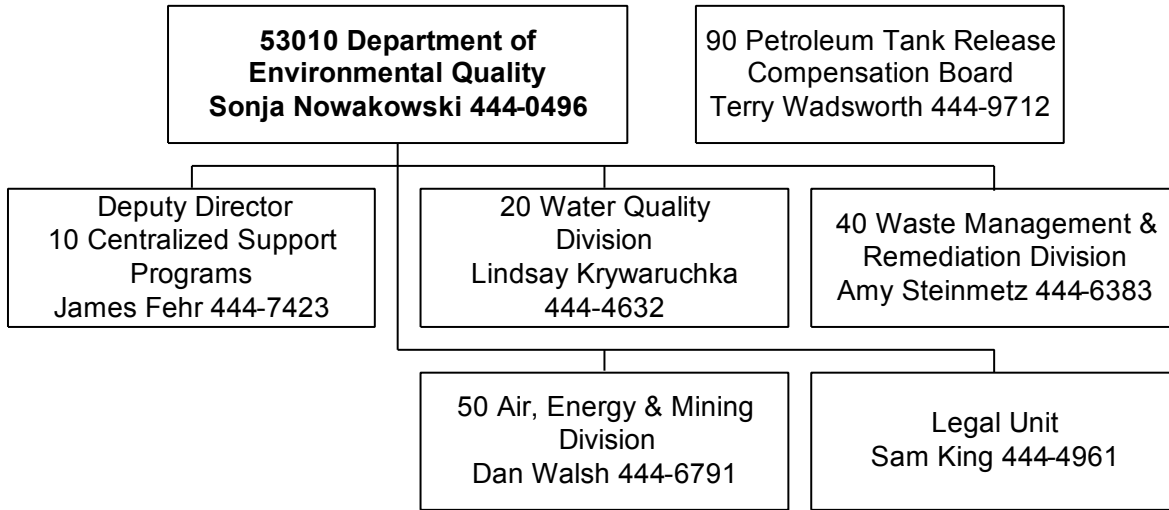 53010 Department of
Environmental Quality
Sonja Nowakowski 444-0496
90 Petroleum Tank Release
Compensation Board
Terry Wadsworth 444-9712
Deputy Director
10 Centralized Support
Programs
James Fehr 444-7423
20 Water Quality
Division
Lindsay Krywaruchka
444-4632
40 Waste Management &
Remediation Division
Amy Steinmetz 444-6383
50 Air, Energy & Mining
Division
Dan Walsh 444-6791
Legal Unit
Sam King 444-4961